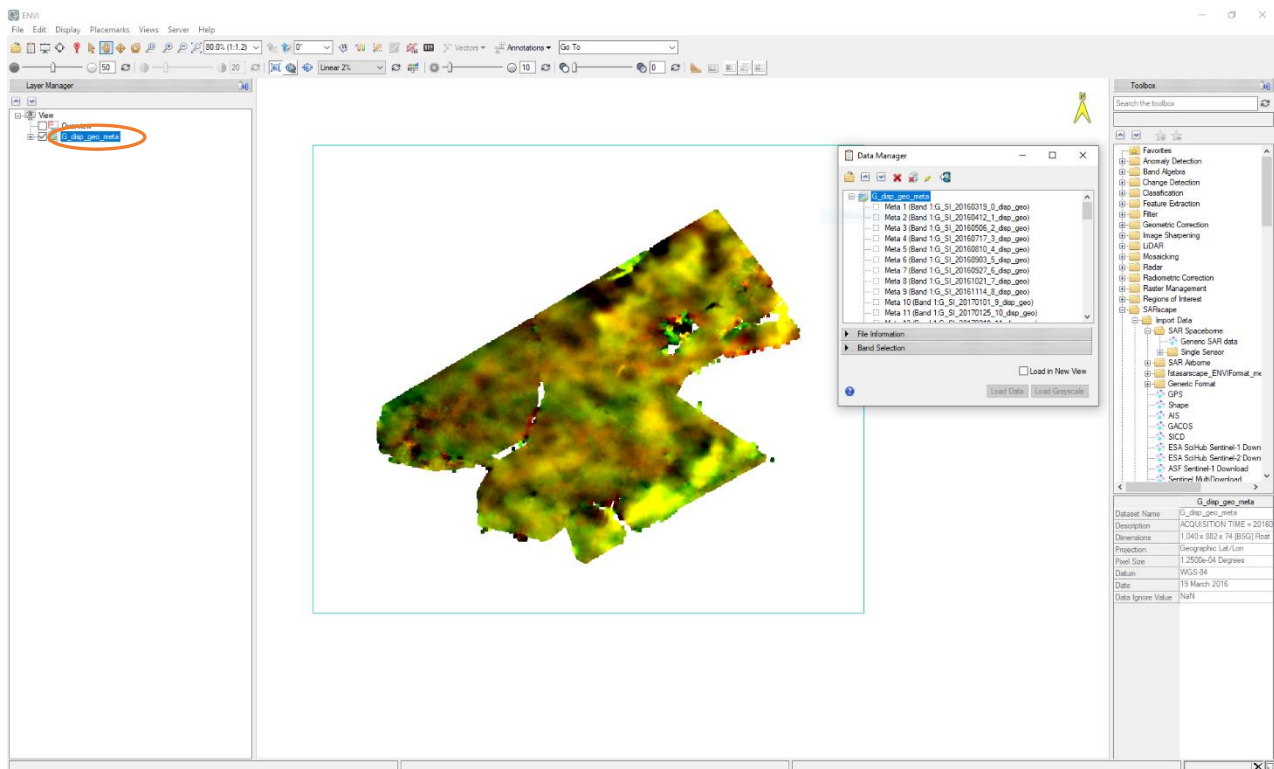 ENVI
File Edit Display Placemarks Views Server Help
80.0% (1:1.2) 0° Vectors Annotations Go To
50 20 Linear 2% 10 0
Layer Manager
View
Overview
G_disp_geo_meta
N
Data Manager
G_disp_geo_meta
Meta 1 (Band 1:G_SI_20160319_0_disp_geo)
Meta 2 (Band 1:G_SI_20160412_1_disp_geo)
Meta 3 (Band 1:G_SI_20160506_2_disp_geo)
Meta 4 (Band 1:G_SI_20160717_3_disp_geo)
Meta 5 (Band 1:G_SI_20160810_4_disp_geo)
Meta 6 (Band 1:G_SI_20160903_5_disp_geo)
Meta 7 (Band 1:G_SI_20160927_6_disp_geo)
Meta 8 (Band 1:G_SI_20161021_7_disp_geo)
Meta 9 (Band 1:G_SI_20161114_8_disp_geo)
Meta 10 (Band 1:G_SI_20170101_9_disp_geo)
Meta 11 (Band 1:G_SI_20170125_10_disp_geo)
File Information
Band Selection
Load in New View
Load Data Load Grayscale
Toolbox
Search the toolbox
Favorites
Anomaly Detection
Band Algebra
Change Detection
Classification
Feature Extraction
Filter
Geometric Correction
Image Sharpening
LiDAR
Mosaicking
Radar
Radiometric Correction
Raster Management
Regions of Interest
SARscape
Import Data
SAR Spaceborne
Generic SAR data
Single Sensor
SAR Airborne
fstasarscape_ENVIFormat_me
Generic Format
GPS
Shape
AIS
GACOS
SICD
ESA SciHub Sentinel-1 Down
ESA SciHub Sentinel-2 Down
ASF Sentinel-1 Download
Sentinel MultiDownload
G_disp_geo_meta
Dataset Name G_disp_geo_meta
Description ACQUISITION TIME = 20160
Dimensions 1,040 x 882 x 74 [BSQ] Float
Projection Geographic Lat/Lon
Pixel Size 1.2500e-04 Degrees
Datum WGS-84
Date 19 March 2016
Data Ignore Value NaN